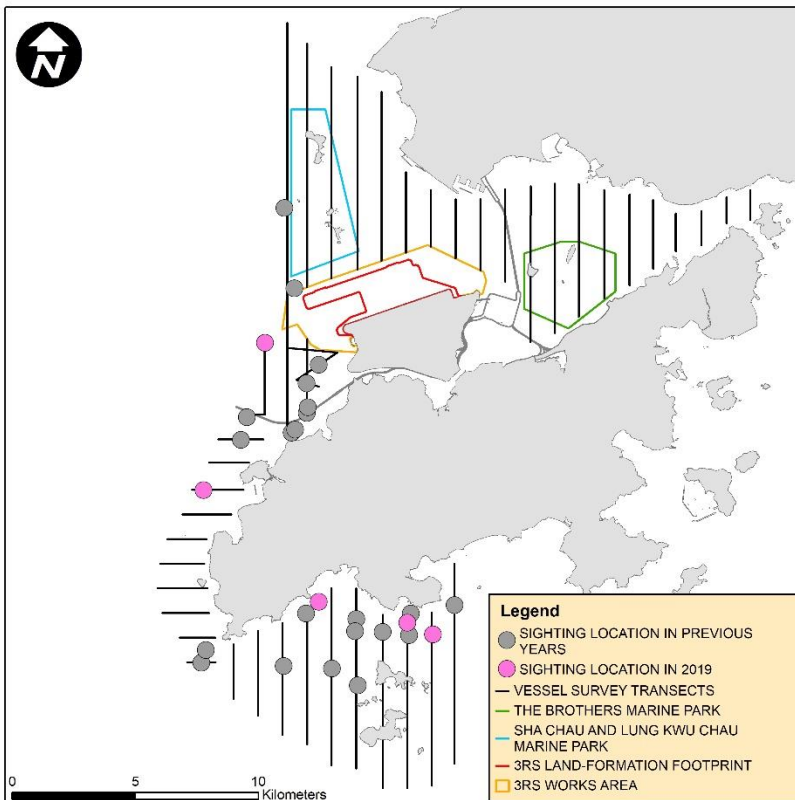 N
Legend
SIGHTING LOCATION IN PREVIOUS
YEARS
SIGHTING LOCATION IN 2019
VESSEL SURVEY TRANSECTS
THE BROTHERS MARINE PARK
SHA CHAU AND LUNG KWU CHAU
MARINE PARK
3RS LAND-FORMATION FOOTPRINT
3RS WORKS AREA
0 5 10
Kilometers